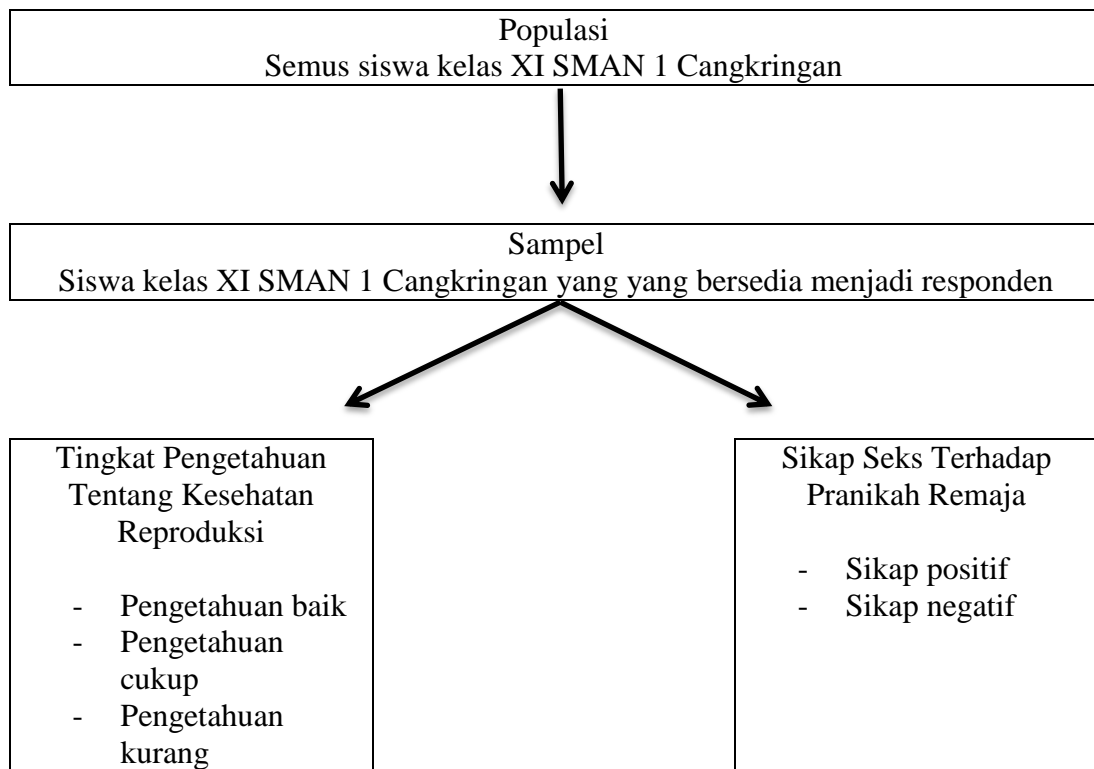 Populasi
Semus siswa kelas XI SMAN 1 Cangkringan
Sampel
Siswa kelas XI SMAN 1 Cangkringan yang yang bersedia menjadi responden
Tingkat Pengetahuan
Tentang Kesehatan
Reproduksi
- Pengetahuan baik
- Pengetahuan
cukup
- Pengetahuan
kurang
Sikap Seks Terhadap
Pranikah Remaja
- Sikap positif
- Sikap negatif